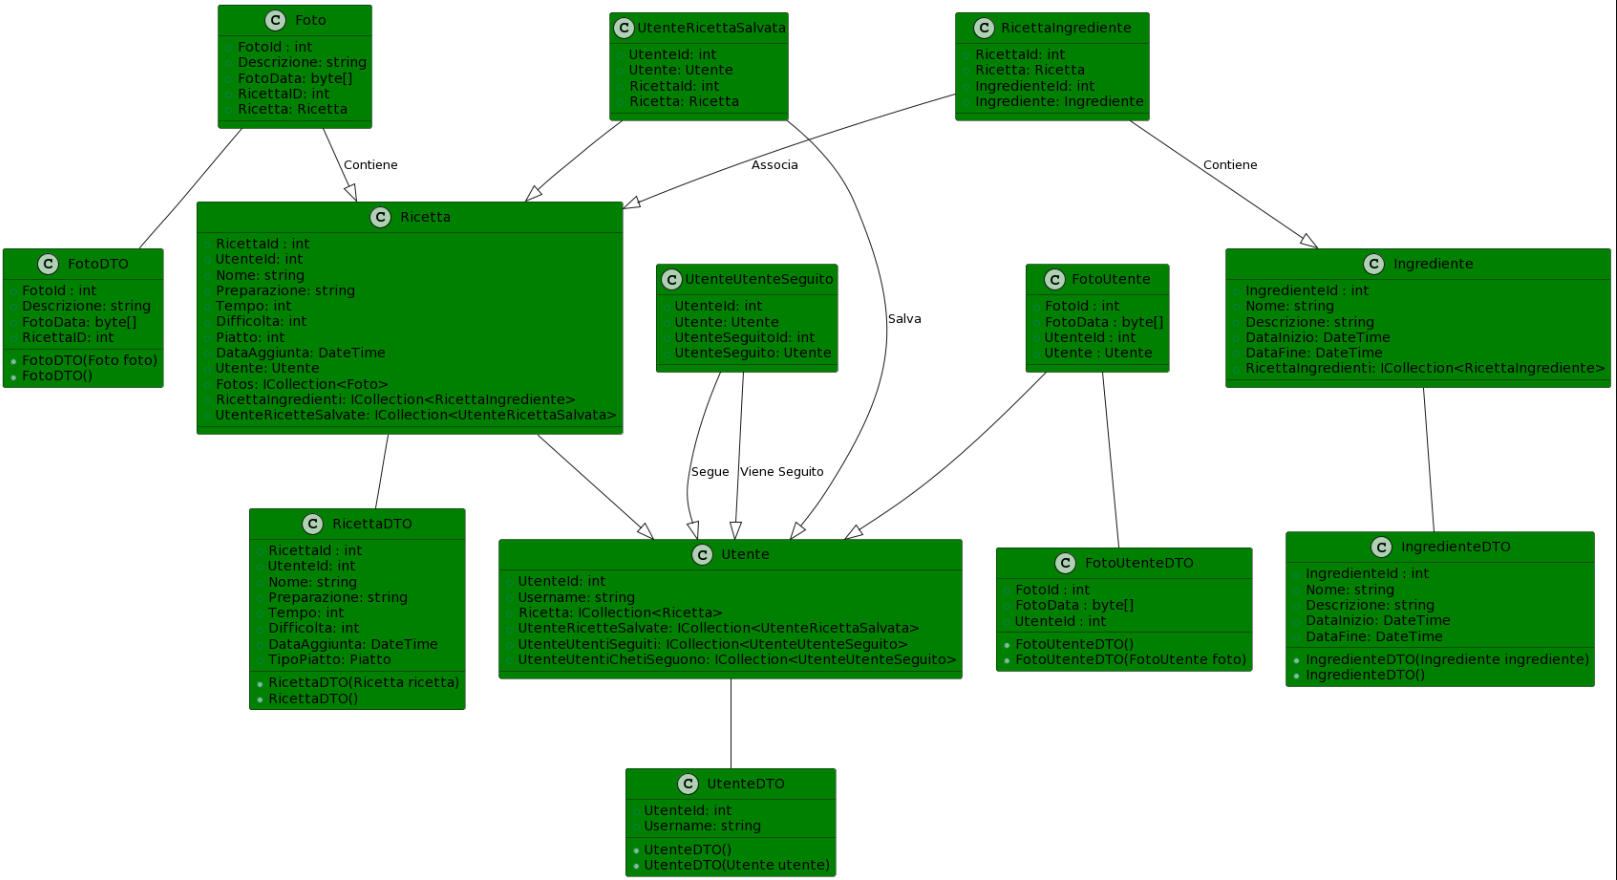 C Foto
FotoId : int
Descrizione: string
FotoData: byte[]
RicettaID: int
Ricetta: Ricetta
C UtenteRicettaSalvata
UtenteId: int
Utente: Utente
RicettaId: int
Ricetta: Ricetta
C RicettaIngrediente
RicettaId: int
Ricetta: Ricetta
IngredienteId: int
Ingrediente: Ingrediente
Contiene
Associa
Contiene
C FotoDTO
FotoId : int
Descrizione: string
FotoData: byte[]
RicettaID: int
FotoDTO(Foto foto)
FotoDTO()
C Ricetta
RicettaId : int
UtenteId: int
Nome: string
Preparazione: string
Tempo: int
Difficolta: int
Piatto: int
DataAggiunta: DateTime
Utente: Utente
Fotos: ICollection<Foto>
RicettaIngredienti: ICollection<RicettaIngrediente>
UtenteRicetteSalvate: ICollection<UtenteRicettaSalvata>
C UtenteUtenteSeguito
UtenteId: int
Utente: Utente
UtenteSeguitoId: int
UtenteSeguito: Utente
Salva
C FotoUtente
FotoId : int
FotoData : byte[]
UtenteId : int
Utente : Utente
C Ingrediente
IngredienteId : int
Nome: string
Descrizione: string
DataInizio: DateTime
DataFine: DateTime
RicettaIngredienti: ICollection<RicettaIngrediente>
Segue
Viene Seguito
C RicettaDTO
RicettaId : int
UtenteId: int
Nome: string
Preparazione: string
Tempo: int
Difficolta: int
DataAggiunta: DateTime
TipoPiatto: Piatto
RicettaDTO(Ricetta ricetta)
RicettaDTO()
C Utente
UtenteId: int
Username: string
Ricetta: ICollection<Ricetta>
UtenteRicetteSalvate: ICollection<UtenteRicettaSalvata>
UtenteUtentiSeguiti: ICollection<UtenteUtenteSeguito>
UtenteUtentiChetiSeguono: ICollection<UtenteUtenteSeguito>
C FotoUtenteDTO
FotoId : int
FotoData : byte[]
UtenteId : int
FotoUtenteDTO()
FotoUtenteDTO(FotoUtente foto)
C IngredienteDTO
IngredienteId : int
Nome: string
Descrizione: string
DataInizio: DateTime
DataFine: DateTime
IngredienteDTO(Ingrediente ingrediente)
IngredienteDTO()
C UtenteDTO
UtenteId: int
Username: string
UtenteDTO()
UtenteDTO(Utente utente)